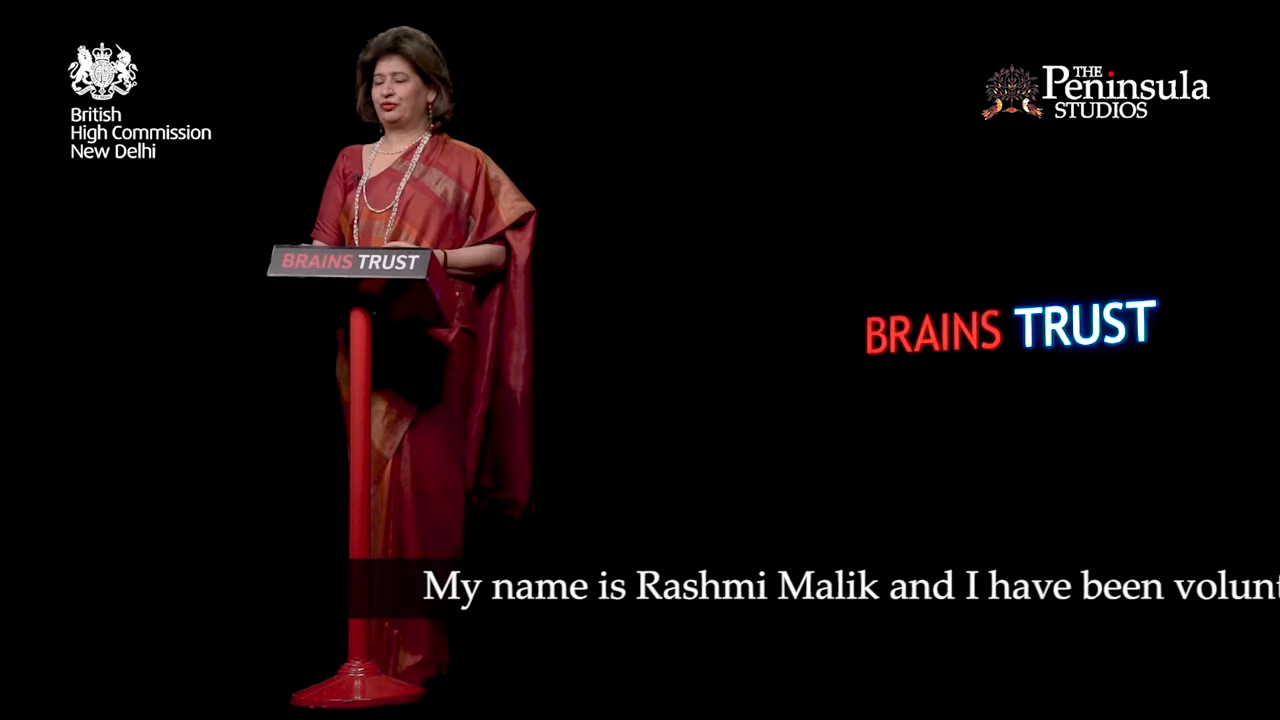 British
High Commission
New Delhi
THE
Peninsula
STUDIOS
BRAINS TRUST
BRAINS TRUST
My name is Rashmi Malik and I have been